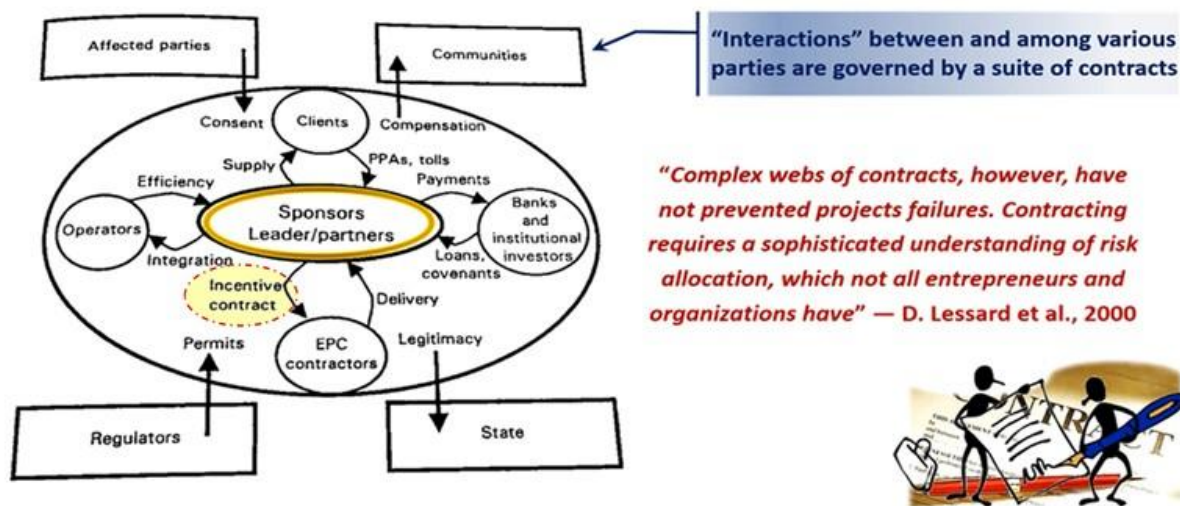 Affected parties
Communities
Consent
Clients
Compensation
Supply
PPAs, tolls
Efficiency
Payments
Operators
Sponsors
Leader/partners
Banks
and
institutional
investors
Integration
Loans,
covenants
Incentive
contract
Delivery
Permits
EPC
contractors
Legitimacy
Regulators
State
“Interactions” between and among various
parties are governed by a suite of contracts
“Complex webs of contracts, however, have
not prevented projects failures. Contracting
requires a sophisticated understanding of risk
allocation, which not all entrepreneurs and
organizations have” — D. Lessard et al., 2000